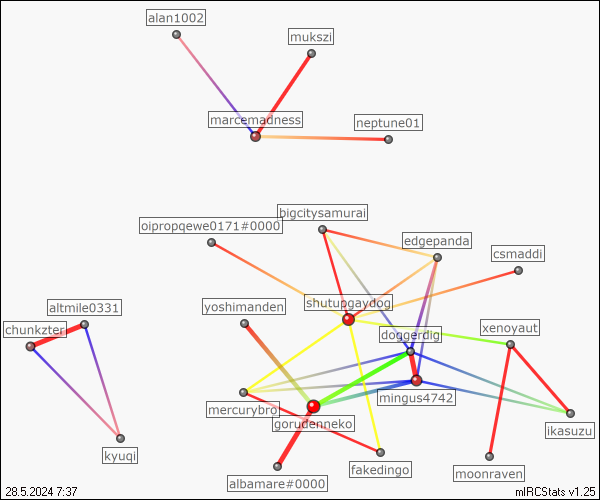 alan1002
mukszi
marcemadness
neptune01
bigcitysamurai
oipropqewe0171#0000
edgepanda
csmaddi
shutupgaydog
yoshimanden
altmile0331
chunkzter
doggerdig
xenoyaut
mingus4742
mercurybro
gorudenneko
ikasuzu
kyuqi
fakedingo
moonraven
albamare#0000
28.5.2024 7:37
mIRCStats v1.25